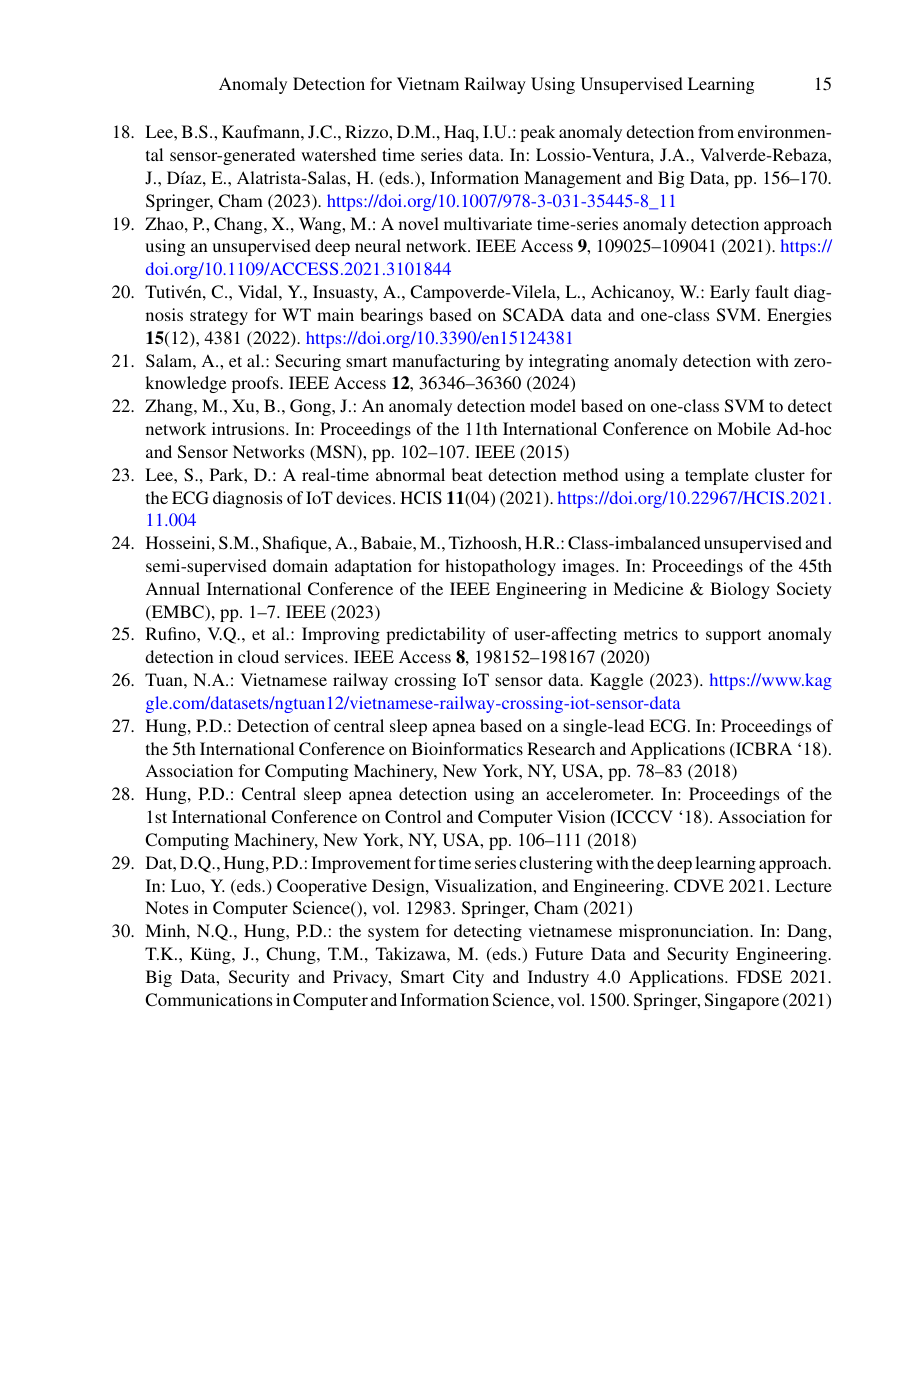 Anomaly Detection for Vietnam Railway Using Unsupervised Learning 15
18. Lee, B.S., Kaufmann, J.C., Rizzo, D.M., Haq, I.U.: peak anomaly detection from environmen-
tal sensor-generated watershed time series data. In: Lossio-Ventura, J.A., Valverde-Rebaza,
J., Díaz, E., Alatrista-Salas, H. (eds.), Information Management and Big Data, pp. 156–170.
Springer, Cham (2023). https://doi.org/10.1007/978-3-031-35445-8_11
19. Zhao, P., Chang, X., Wang, M.: A novel multivariate time-series anomaly detection approach
using an unsupervised deep neural network. IEEE Access 9, 109025–109041 (2021). https://
doi.org/10.1109/ACCESS.2021.3101844
20. Tutivén, C., Vidal, Y., Insuasty, A., Campoverde-Vilela, L., Achicanoy, W.: Early fault diag-
nosis strategy for WT main bearings based on SCADA data and one-class SVM. Energies
15(12), 4381 (2022). https://doi.org/10.3390/en15124381
21. Salam, A., et al.: Securing smart manufacturing by integrating anomaly detection with zero-
knowledge proofs. IEEE Access 12, 36346–36360 (2024)
22. Zhang, M., Xu, B., Gong, J.: An anomaly detection model based on one-class SVM to detect
network intrusions. In: Proceedings of the 11th International Conference on Mobile Ad-hoc
and Sensor Networks (MSN), pp. 102–107. IEEE (2015)
23. Lee, S., Park, D.: A real-time abnormal beat detection method using a template cluster for
the ECG diagnosis of IoT devices. HCIS 11(04) (2021). https://doi.org/10.22967/HCIS.2021.
11.004
24. Hosseini, S.M., Shafique, A., Babaie, M., Tizhoosh, H.R.: Class-imbalanced unsupervised and
semi-supervised domain adaptation for histopathology images. In: Proceedings of the 45th
Annual International Conference of the IEEE Engineering in Medicine & Biology Society
(EMBC), pp. 1–7. IEEE (2023)
25. Rufino, V.Q., et al.: Improving predictability of user-affecting metrics to support anomaly
detection in cloud services. IEEE Access 8, 198152–198167 (2020)
26. Tuan, N.A.: Vietnamese railway crossing IoT sensor data. Kaggle (2023). https://www.kag
gle.com/datasets/ngtuan12/vietnamese-railway-crossing-iot-sensor-data
27. Hung, P.D.: Detection of central sleep apnea based on a single-lead ECG. In: Proceedings of
the 5th International Conference on Bioinformatics Research and Applications (ICBRA ‘18).
Association for Computing Machinery, New York, NY, USA, pp. 78–83 (2018)
28. Hung, P.D.: Central sleep apnea detection using an accelerometer. In: Proceedings of the
1st International Conference on Control and Computer Vision (ICCCV ‘18). Association for
Computing Machinery, New York, NY, USA, pp. 106–111 (2018)
29. Dat, D.Q., Hung, P.D.: Improvement for time series clustering with the deep learning approach.
In: Luo, Y. (eds.) Cooperative Design, Visualization, and Engineering. CDVE 2021. Lecture
Notes in Computer Science(), vol. 12983. Springer, Cham (2021)
30. Minh, N.Q., Hung, P.D.: the system for detecting vietnamese mispronunciation. In: Dang,
T.K., Küng, J., Chung, T.M., Takizawa, M. (eds.) Future Data and Security Engineering.
Big Data, Security and Privacy, Smart City and Industry 4.0 Applications. FDSE 2021.
Communications in Computer and Information Science, vol. 1500. Springer, Singapore (2021)